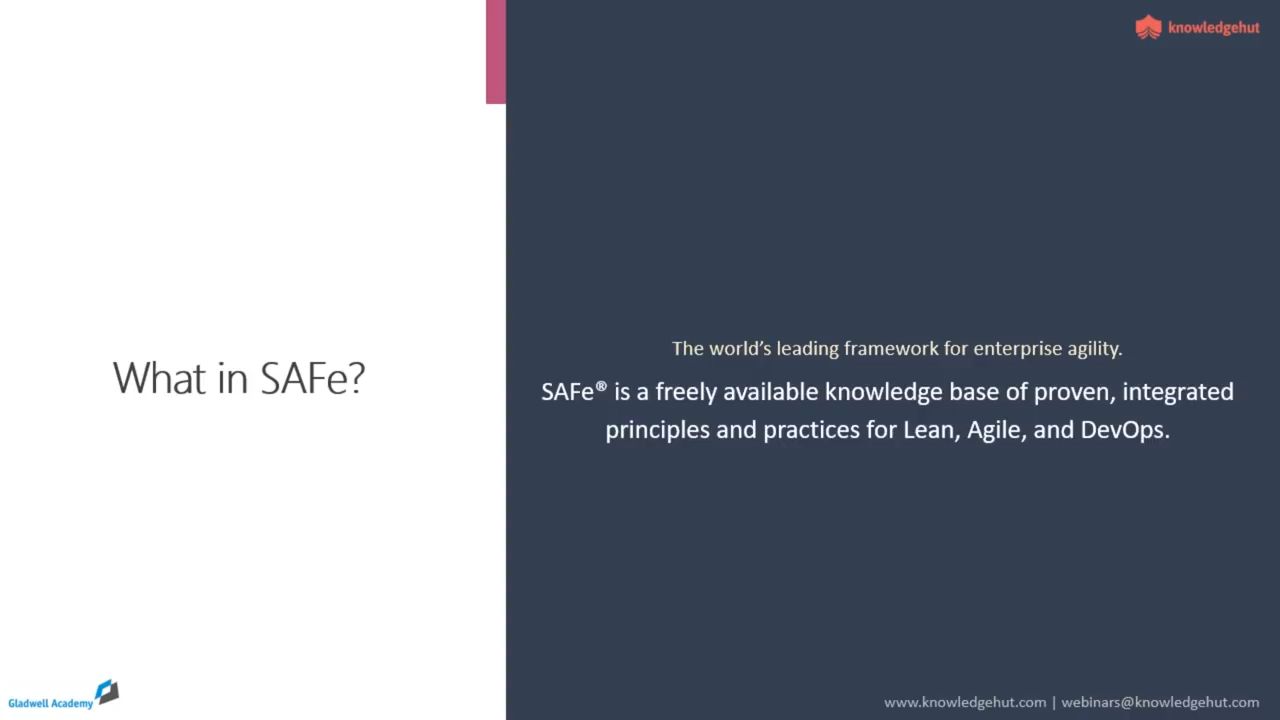 knowledgehut
What in SAFe?
The world's leading framework for enterprise agility.
SAFe® is a freely available knowledge base of proven, integrated
principles and practices for Lean, Agile, and DevOps.
Gladwell Academy
www.knowledgehut.com | webinars@knowledgehut.com